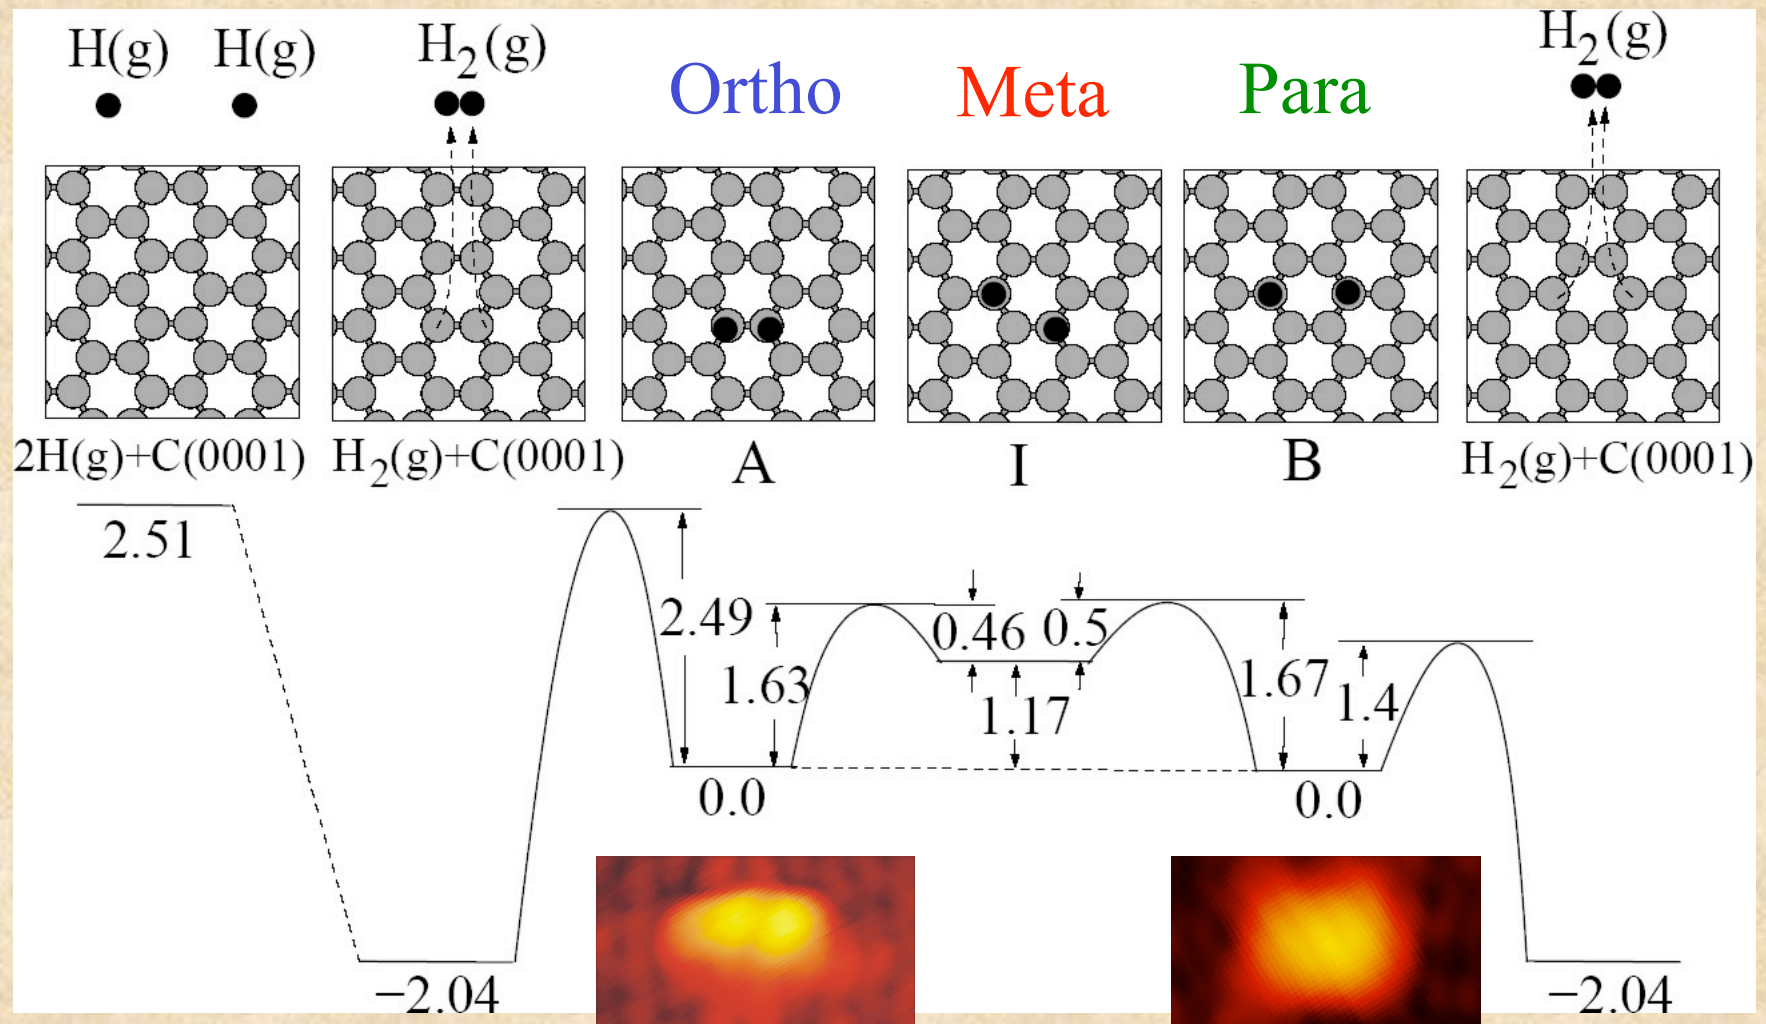 H(g) H(g) H2(g) Ortho Meta Para H2(g)
2H(g)+C(0001) H2(g)+C(0001) A I B H2(g)+C(0001)
2.51
2.49 0.46 0.5
1.63 1.17 1.67 1.4
0.0 0.0
−2.04 −2.04